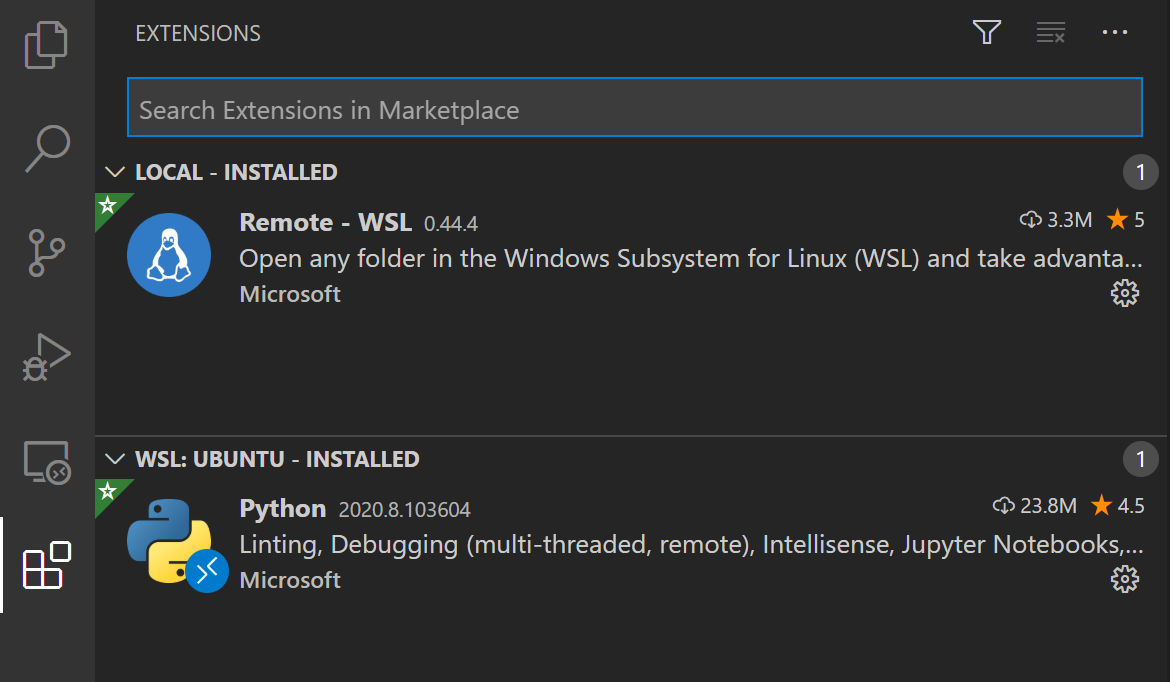 EXTENSIONS
Search Extensions in Marketplace
LOCAL - INSTALLED 1
Remote - WSL 0.44.4 3.3M 5
Open any folder in the Windows Subsystem for Linux (WSL) and take advanta...
Microsoft
WSL: UBUNTU - INSTALLED 1
Python 2020.8.103604 23.8M 4.5
Linting, Debugging (multi-threaded, remote), Intellisense, Jupyter Notebooks,...
Microsoft